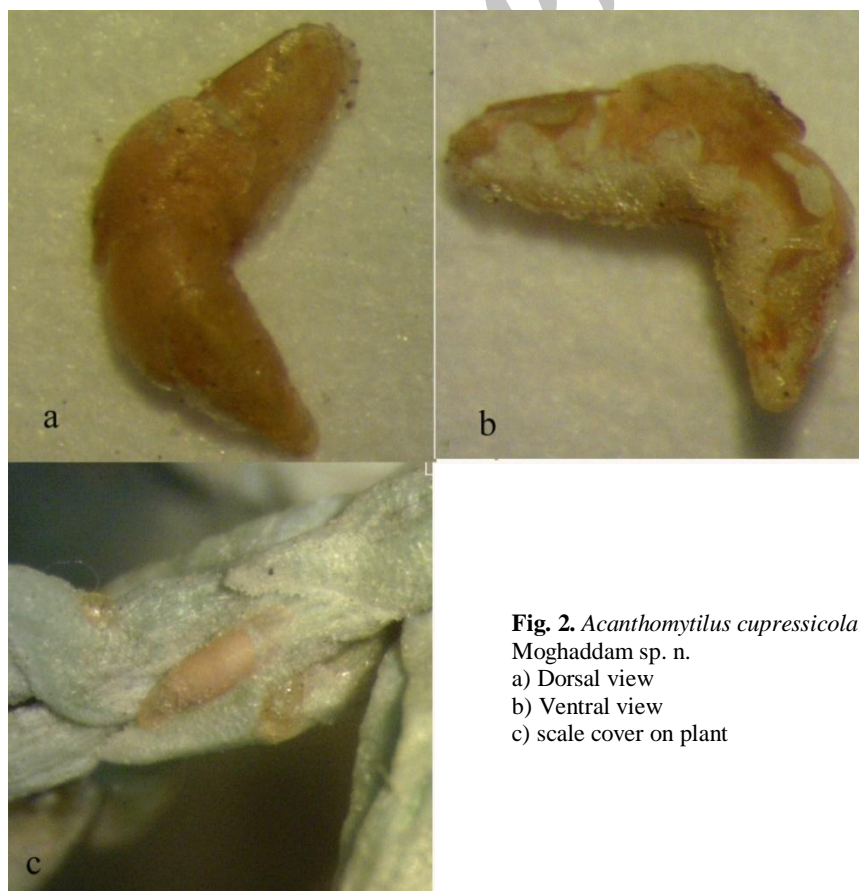 a
b
c
Fig. 2. Acanthomytilus cupressicola
Moghaddam sp. n.
a) Dorsal view
b) Ventral view
c) scale cover on plant